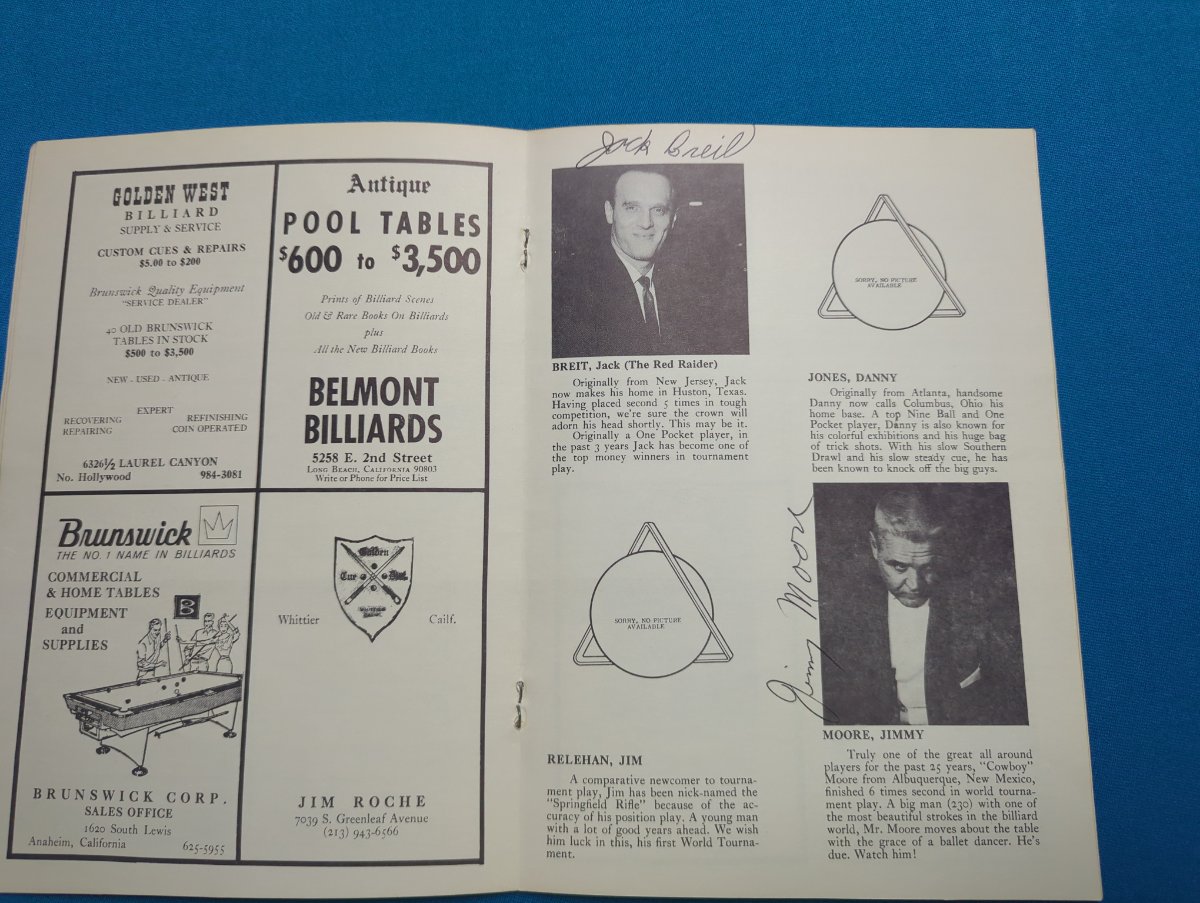 GOLDEN WEST
BILLIARD
SUPPLY & SERVICE
CUSTOM CUES & REPAIRS
$5.00 to $200
Brunswick Quality Equipment
"SERVICE DEALER"
40 OLD BRUNSWICK
TABLES IN STOCK
$500 to $3,500
NEW - USED - ANTIQUE
EXPERT
RECOVERING REFINISHING
REPAIRING COIN OPERATED
6326½ LAUREL CANYON
No. Hollywood 984-3081
Antique
POOL TABLES
$600 to $3,500
Prints of Billiard Scenes
Old & Rare Books On Billiards
plus
All the New Billiard Books
BELMONT
BILLIARDS
5258 E. 2nd Street
LONG BEACH, CALIFORNIA 90803
Write or Phone for Price List
Brunswick
THE NO. 1 NAME IN BILLIARDS
COMMERCIAL
& HOME TABLES
EQUIPMENT
and
SUPPLIES
B
BRUNSWICK CORP.
SALES OFFICE
1620 South Lewis
Anaheim, California 625-5955
Golden
Cue
Whittier Cailf.
JIM ROCHE
7039 S. Greenleaf Avenue
(213) 943-6566
Jack Breit
BREIT, Jack (The Red Raider)
Originally from New Jersey, Jack
now makes his home in Huston, Texas.
Having placed second 5 times in tough
competition, we're sure the crown will
adorn his head shortly. This may be it.
Originally a One Pocket player, in
the past 3 years Jack has become one of
the top money winners in tournament
play.
SORRY, NO PICTURE
AVAILABLE
JONES, DANNY
Originally from Atlanta, handsome
Danny now calls Columbus, Ohio his
home base. A top Nine Ball and One
Pocket player, Danny is also known for
his colorful exhibitions and his huge bag
of trick shots. With his slow Southern
Drawl and his slow steady cue, he has
been known to knock off the big guys.
SORRY, NO PICTURE
AVAILABLE
RELEHAN, JIM
A comparative newcomer to tourna-
ment play, Jim has been nick-named the
"Springfield Rifle" because of the ac-
curacy of his position play. A young man
with a lot of good years ahead. We wish
him luck in this, his first World Tourna-
ment.
Jimmy Moore
MOORE, JIMMY
Truly one of the great all around
players for the past 25 years, "Cowboy"
Moore from Albuquerque, New Mexico,
finished 6 times second in world tourna-
ment play. A big man (230) with one of
the most beautiful strokes in the billiard
world, Mr. Moore moves about the table
with the grace of a ballet dancer. He's
due. Watch him!